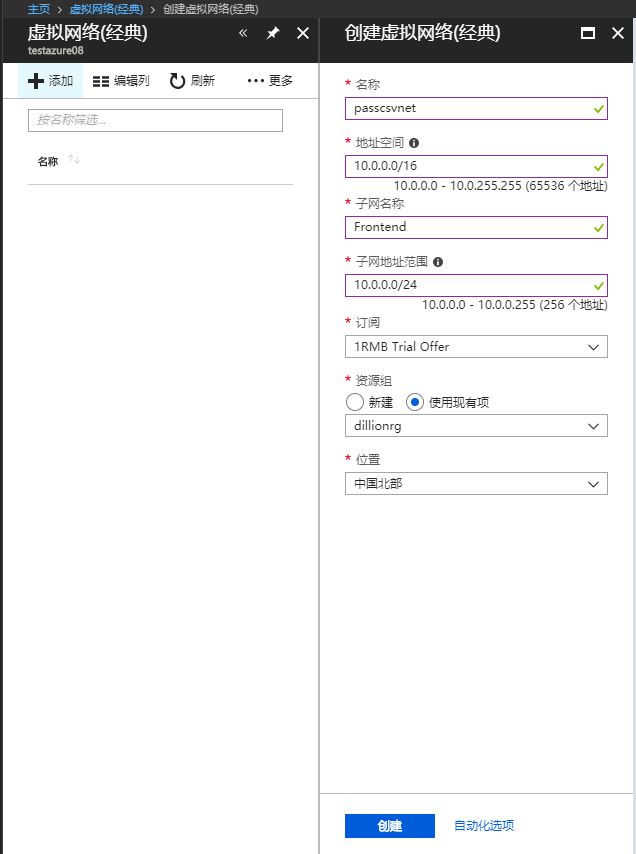 主页 > 虚拟网络(经典) > 创建虚拟网络(经典)
虚拟网络(经典)
testazure08
添加 编辑列 刷新 ··· 更多
按名称筛选...
名称
创建虚拟网络(经典)
* 名称
passcsvnet
* 地址空间
10.0.0.0/16
10.0.0.0 - 10.0.255.255 (65536 个地址)
* 子网名称
Frontend
* 子网地址范围
10.0.0.0/24
10.0.0.0 - 10.0.0.255 (256 个地址)
* 订阅
1RMB Trial Offer
* 资源组
新建 使用现有项
dillionrg
* 位置
中国北部
创建 自动化选项